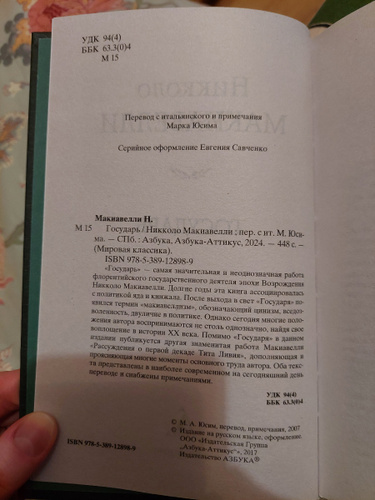 УДК 94(4)
ББК 63.3(0)4
М 15
Перевод с итальянского и примечания
Марка Юсима
Серийное оформление Евгения Савченко
Макиавелли Н.
М 15 Государь / Никколо Макиавелли ; пер. с ит. М. Юси-
ма. — СПб. : Азбука, Азбука-Аттикус, 2024. — 448 с. —
(Мировая классика).
ISBN 978-5-389-12898-9
«Государь» — самая значительная и неоднозначная работа
флорентийского государственного деятеля эпохи Возрождения
Никколо Макиавелли. Долгие годы эта книга ассоциировалась
с политикой яда и кинжала. После выхода в свет «Государя» по-
явился термин «макиавеллизм», обозначающий цинизм, вседоз-
воленность, двуличие в политике. Однако сегодня многие поло-
жения автора воспринимаются не столь однозначно, найдя свое
воплощение в истории XX века. Помимо «Государя» в данном
издании публикуется другая знаменитая работа Макиавелли
«Рассуждения о первой декаде Тита Ливия», дополняющая и
проясняющая многие моменты основного труда автора. Оба тек-
ста представлены в наиболее современном на сегодняшний день
переводе и снабжены примечаниями.
УДК 94(4)
ББК 63.3(0)4
© М. А. Юсим, перевод, примечания, 2007
© Издание на русском языке, оформление.
ООО «Издательская Группа
„Азбука-Аттикус“, 2017
Издательство АЗБУКА®
ISBN 978-5-389-12898-9